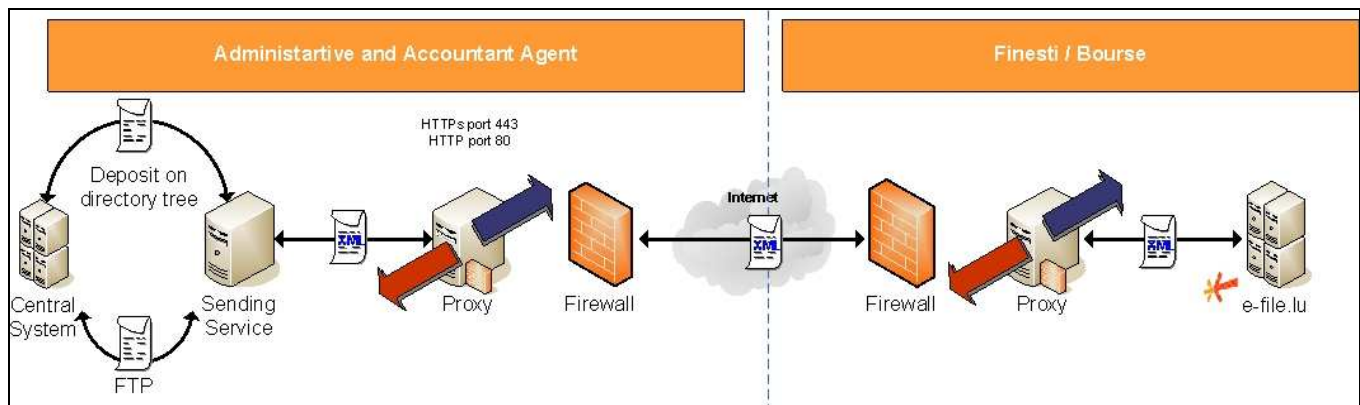 Administartive and Accountant Agent
Finesti / Bourse
HTTPs port 443
HTTP port 80
Deposit on
directory tree
Internet
XML
XML
XML
Central
System
Sending
Service
Proxy
Firewall
Firewall
Proxy
e-file.lu
FTP